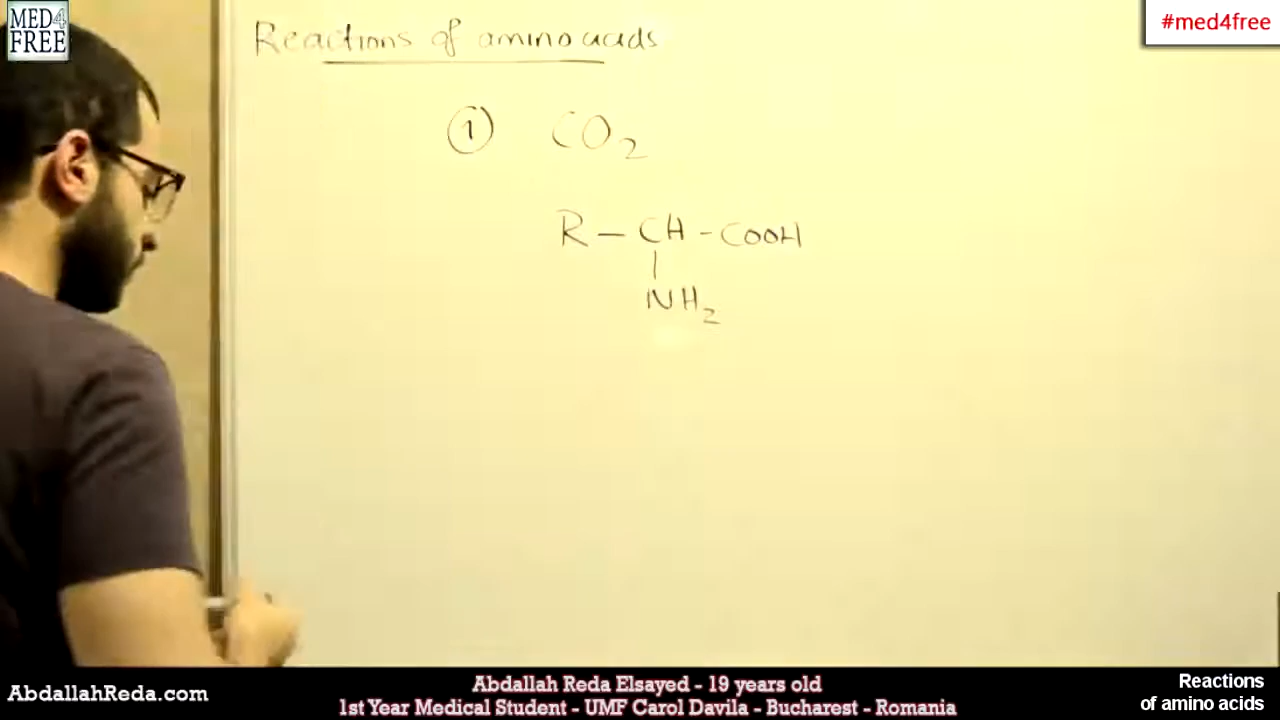 MED4
FREE
#med4free
Reactions of amino acids
① CO₂
R – CH – COOH
|
NH₂
AbdallahReda.com
Abdallah Reda Elsayed - 19 years old
1st Year Medical Student - UMF Carol Davila - Bucharest - Romania
Reactions
of amino acids